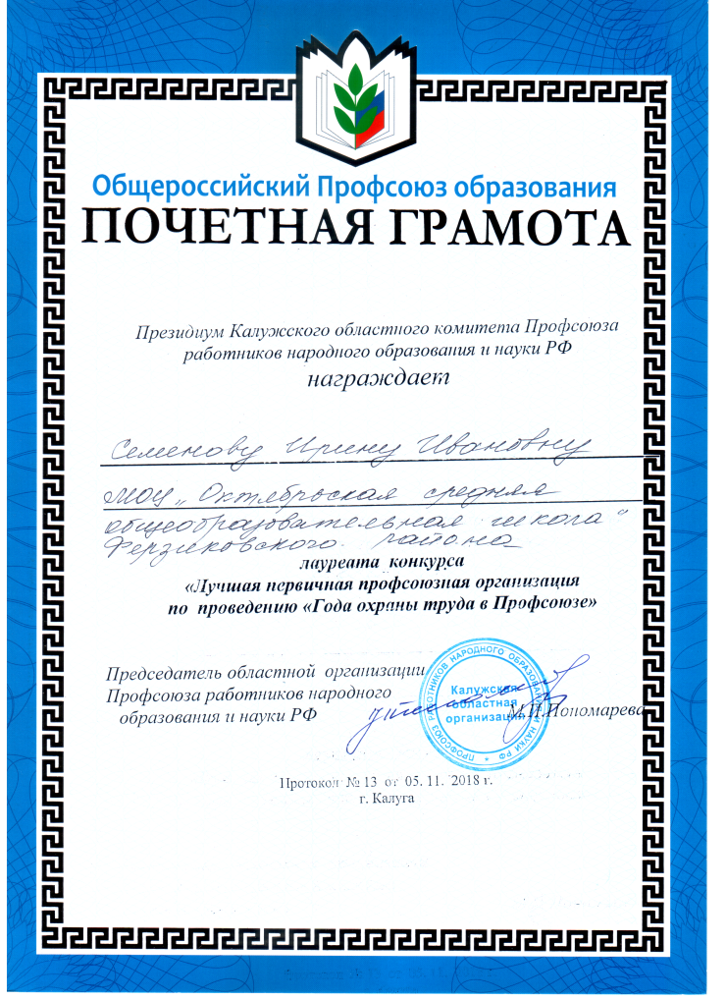 Общероссийский Профсоюз образования
ПОЧЕТНАЯ ГРАМОТА
Президиум Калужского областного комитета Профсоюза
работников народного образования и науки РФ
награждает
Семенову Ирину Ивановну
МОУ „Октябрьская средняя
общеобразовательная школа"
Ферзиковского района
лауреата конкурса
«Лучшая первичная профсоюзная организация
по проведению «Года охраны труда в Профсоюзе»
Председатель областной организации
Профсоюза работников народного
образования и науки РФ
М.П.Пономарева
ПРОФСОЮЗ РАБОТНИКОВ НАРОДНОГО ОБРАЗОВАНИЯ И НАУКИ РФ
Калужская
областная
организация
Протокол № 13 от 05. 11. 2018 г.
г. Калуга